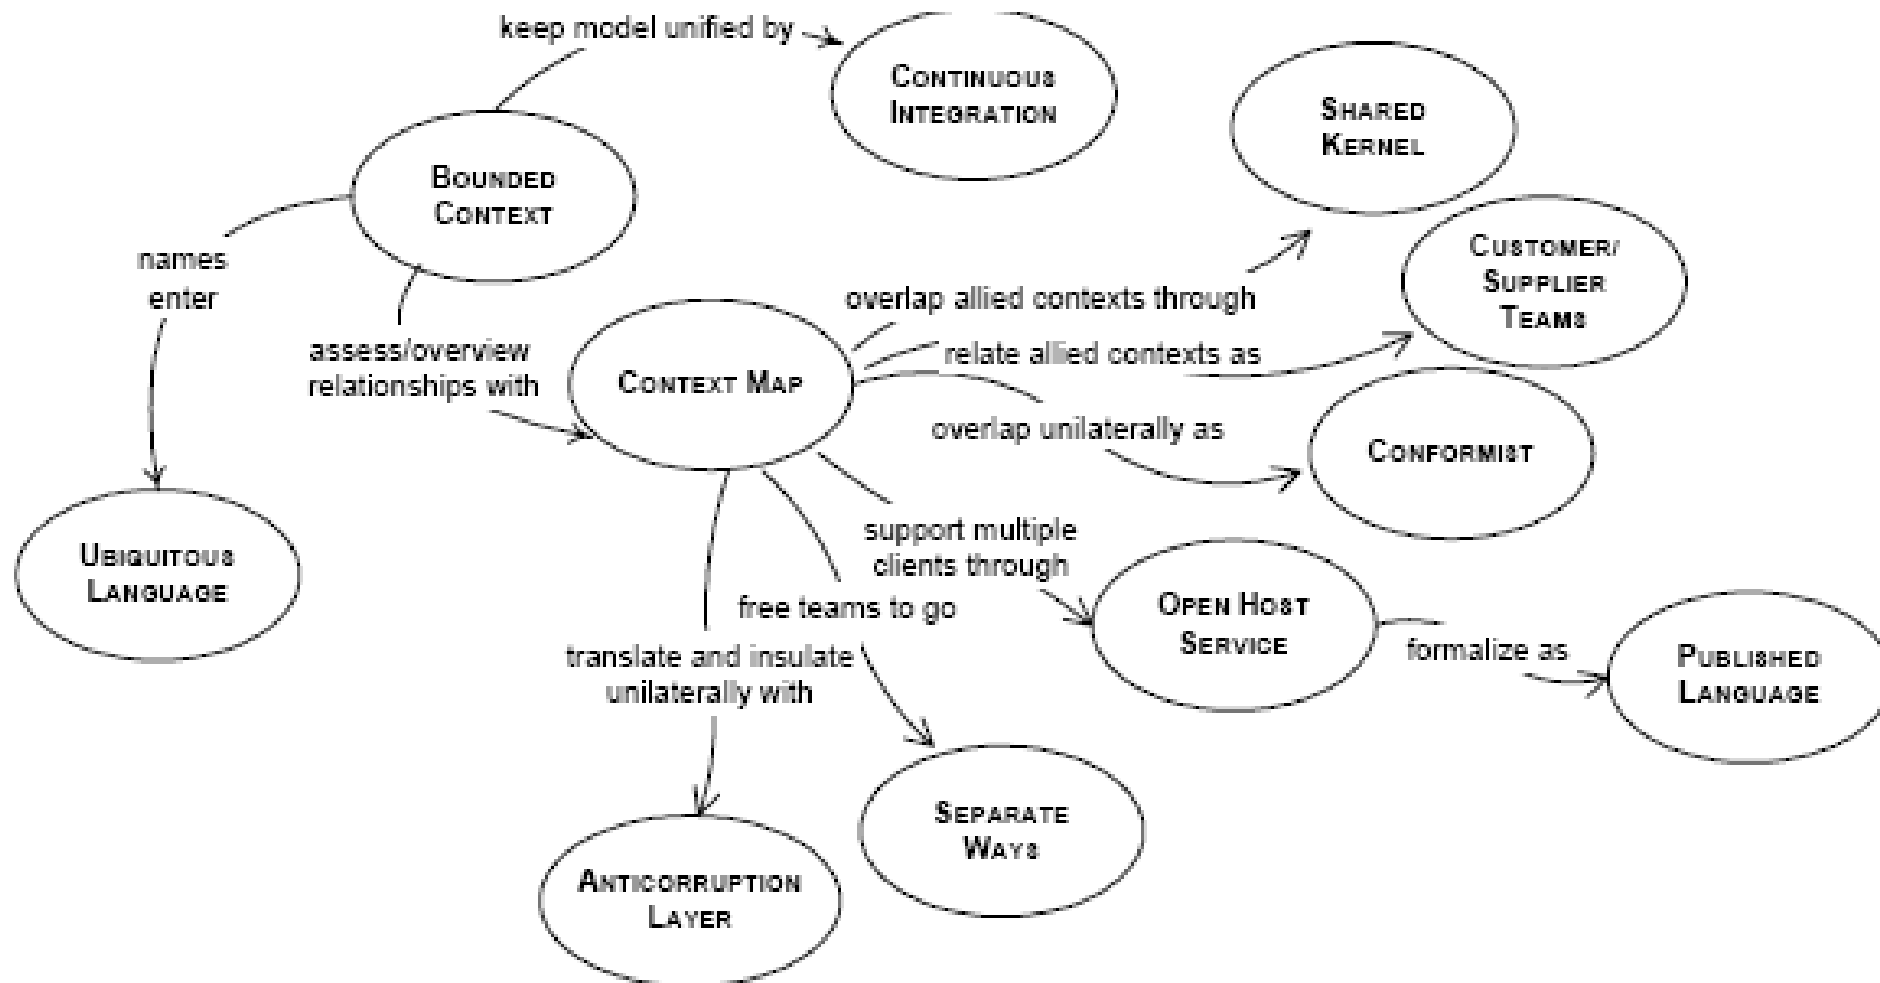 keep model unified by
CONTINUOUS
INTEGRATION
SHARED
KERNEL
BOUNDED
CONTEXT
names
enter
CUSTOMER/
SUPPLIER
TEAMS
overlap allied contexts through
assess/overview
relationships with
relate allied contexts as
CONTEXT MAP
overlap unilaterally as
CONFORMIST
support multiple
clients through
UBIQUITOUS
LANGUAGE
free teams to go
OPEN HOST
SERVICE
formalize as
PUBLISHED
LANGUAGE
translate and insulate
unilaterally with
SEPARATE
WAYS
ANTICORRUPTION
LAYER